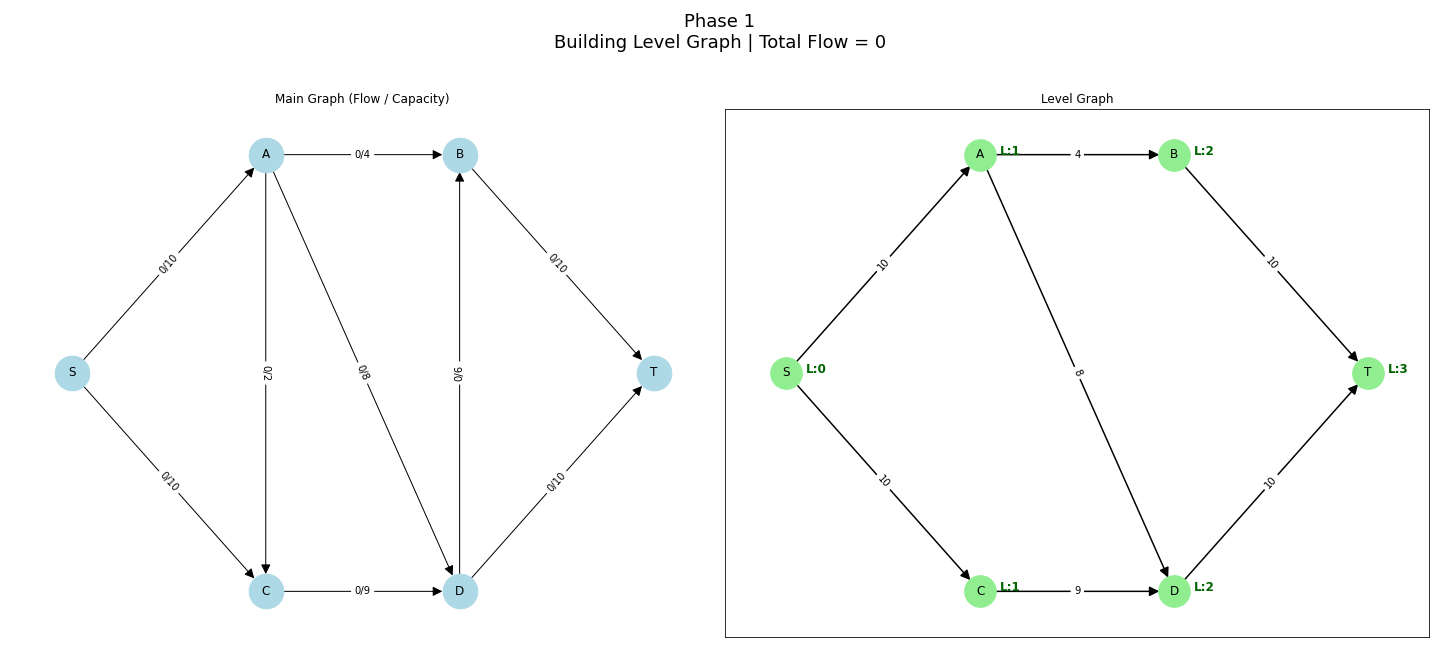 Phase 1
Building Level Graph | Total Flow = 0
Main Graph (Flow / Capacity)
A
0/4
B
0/10
0/10
S
0/2
0/8
0/6
T
0/10
0/10
C
0/9
D
Level Graph
A
L:1
4
B
L:2
10
10
S
L:0
8
T
L:3
10
10
C
L:1
9
D
L:2